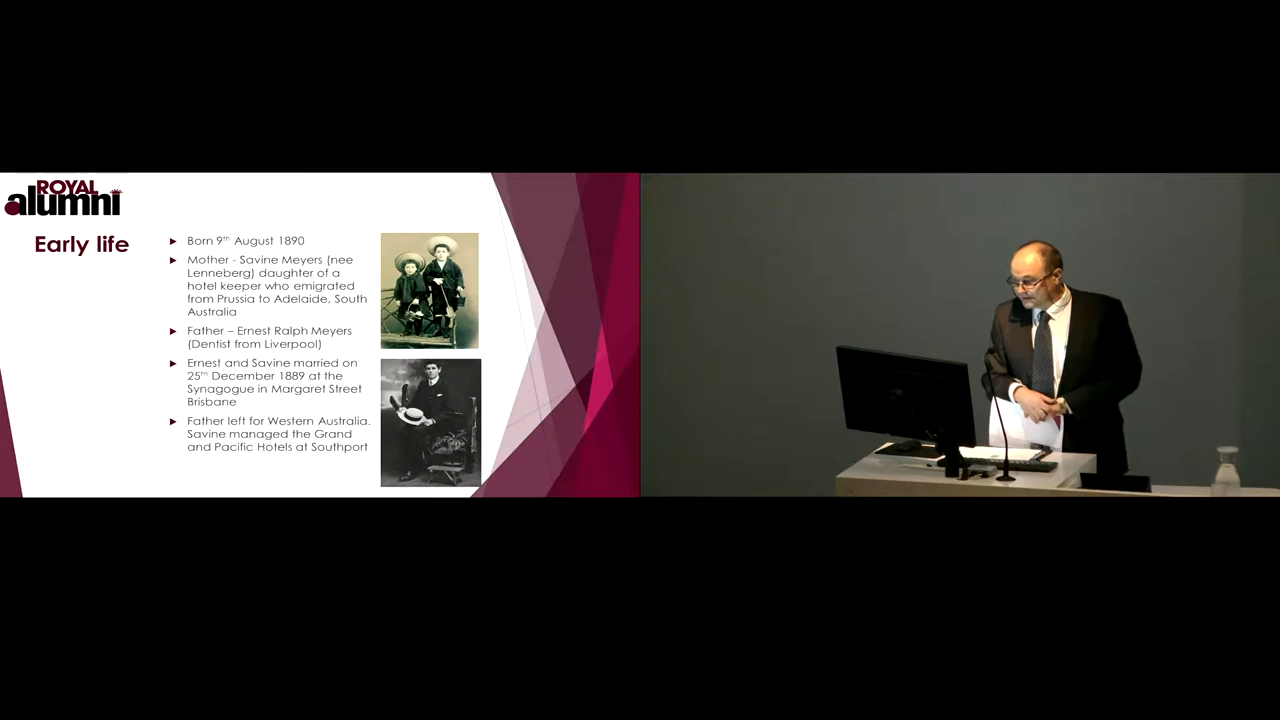 ROYAL
alumni
Early life
Born 9th August 1890
Mother - Savine Meyers (nee
Lenneberg) daughter of a
hotel keeper who emigrated
from Prussia to Adelaide, South
Australia
Father – Ernest Ralph Meyers
(Dentist from Liverpool)
Ernest and Savine married on
25th December 1889 at the
Synagogue in Margaret Street
Brisbane
Father left for Western Australia.
Savine managed the Grand
and Pacific Hotels at Southport